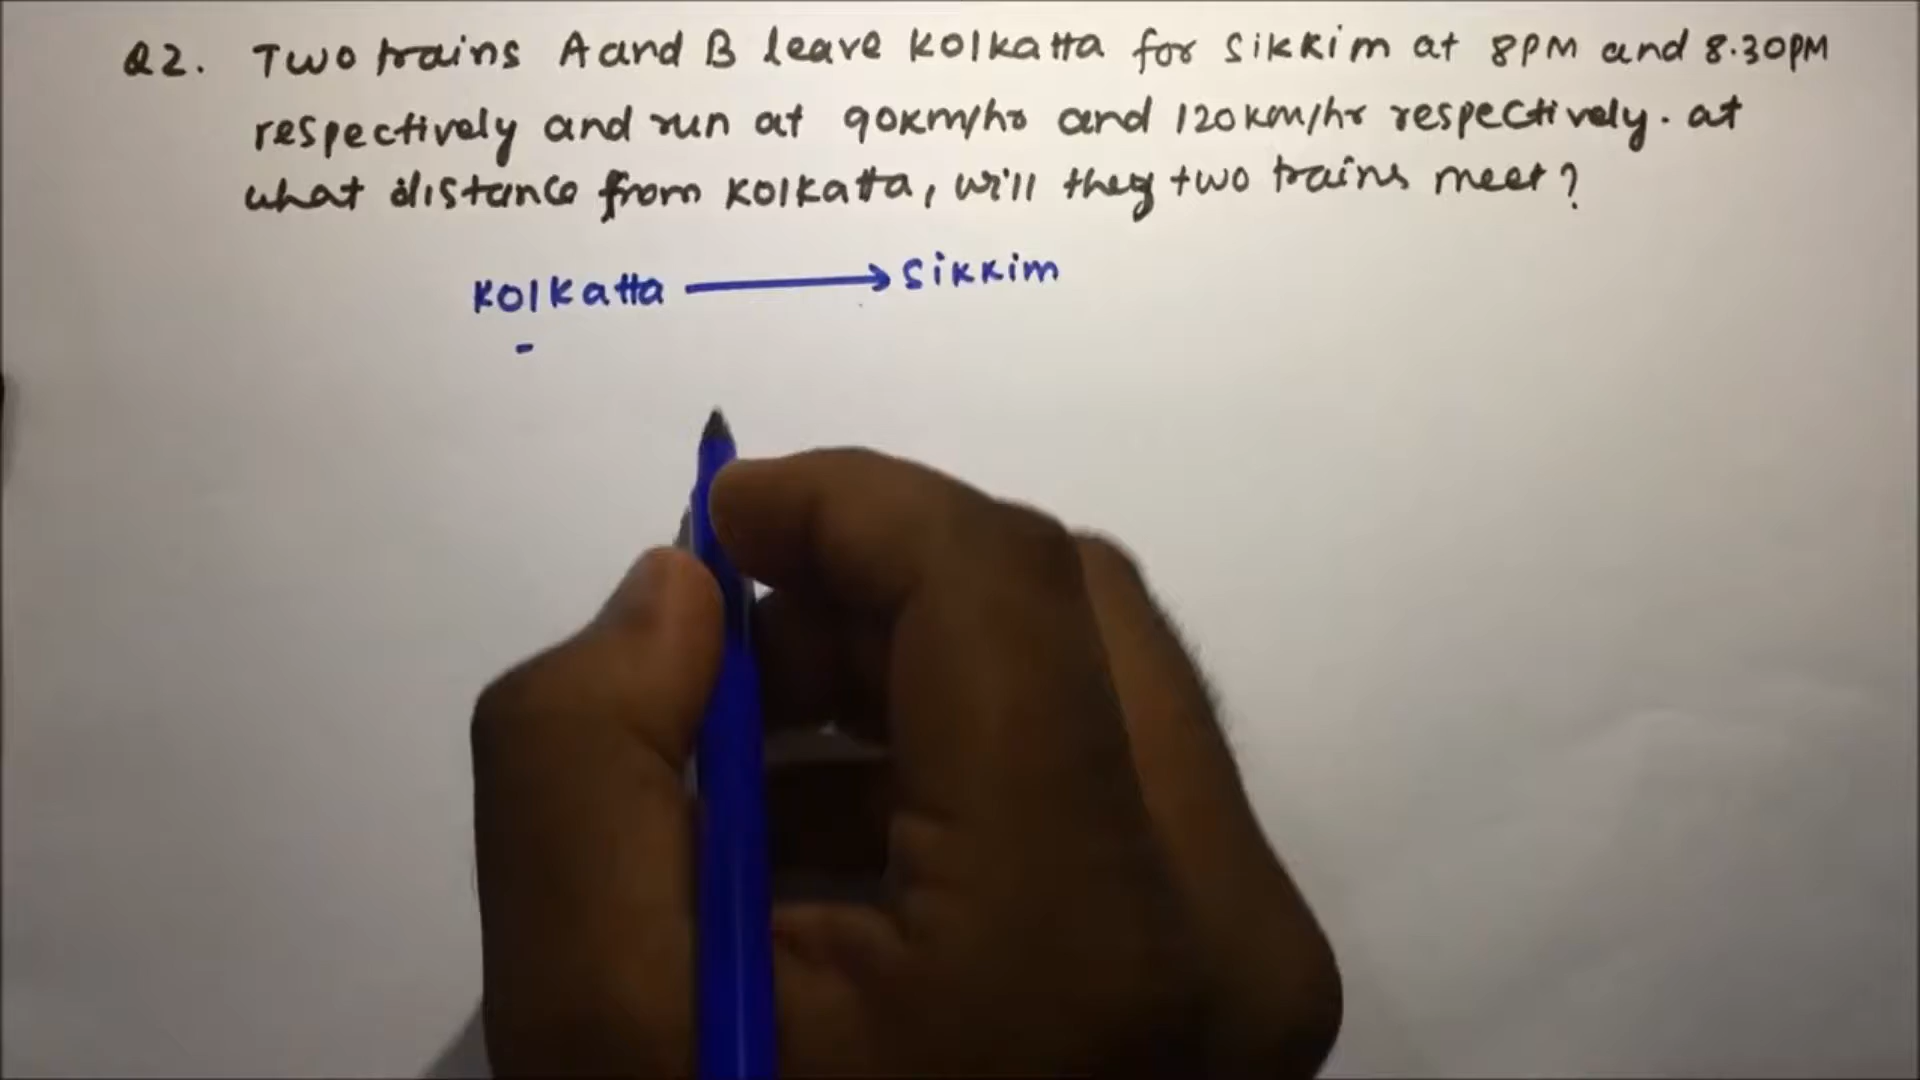 Q2. Two trains A and B leave Kolkatta for Sikkim at 8PM and 8.30PM
respectively and run at 90km/hr and 120km/hr respectively. at
what distance from Kolkatta, will they two trains meet?
Kolkatta → Sikkim
-